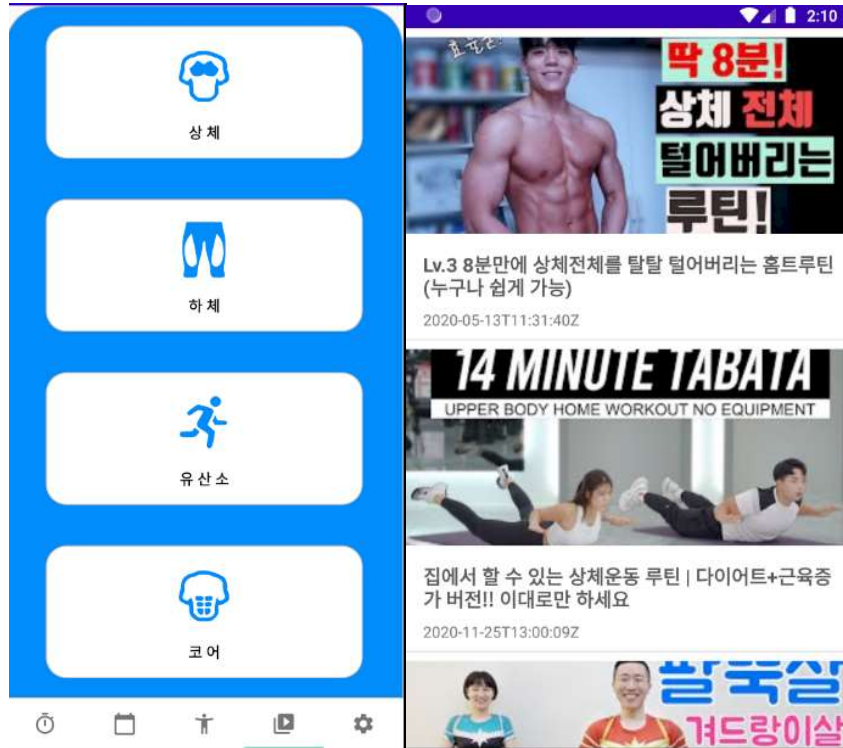 상체
하체
유산소
코어
2:10
효꾼!
딱 8분!
상체 전체
털어버리는
루틴!
Lv.3 8분만에 상체전체를 탈탈 털어버리는 홈트루틴
(누구나 쉽게 가능)
2020-05-13T11:31:40Z
14 MINUTE TABATA
UPPER BODY HOME WORKOUT NO EQUIPMENT
집에서 할 수 있는 상체운동 루틴 | 다이어트+근육증
가 버전!! 이대로만 하세요
2020-11-25T13:00:09Z
팔뚝살
겨드랑이살